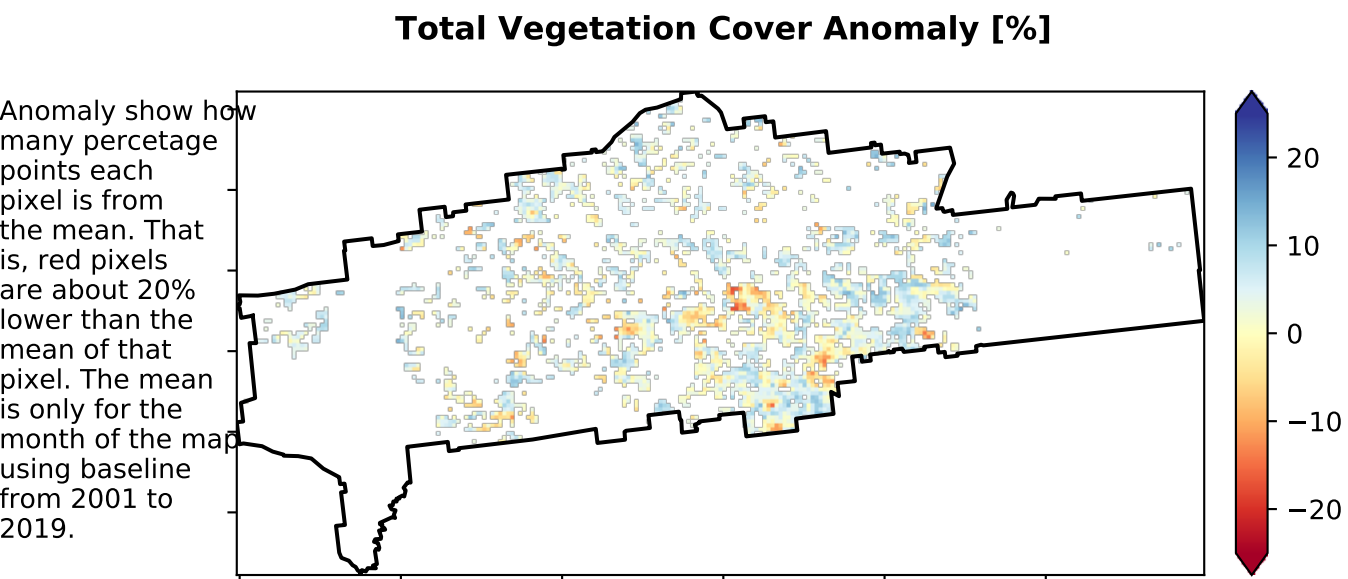 Total Vegetation Cover Anomaly [%]
Anomaly show how
many percetage
points each
pixel is from
the mean. That
is, red pixels
are about 20%
lower than the
mean of that
pixel. The mean
is only for the
month of the map
using baseline
from 2001 to
2019.
20
10
0
−10
−20